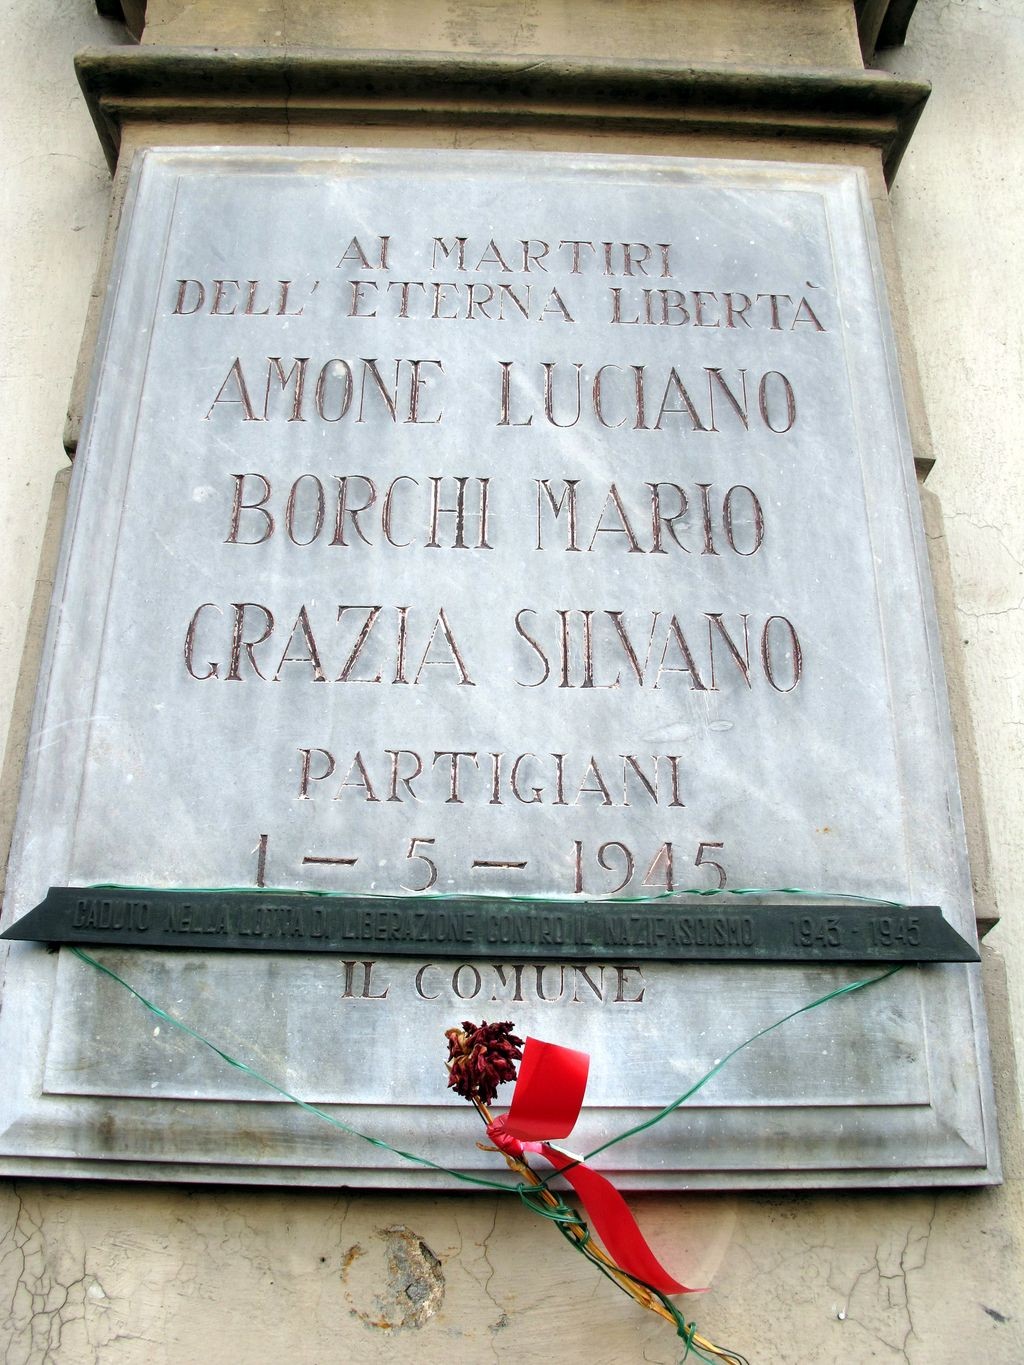 AI MARTIRI
DELL' ETERNA LIBERTÀ
AMONE LUCIANO
BORCHI MARIO
GRAZIA SILVANO
PARTIGIANI
1 - 5 - 1945
CADUTO NELLA LOTTA DI LIBERAZIONE CONTRO IL NAZIFASCISMO 1943 - 1945
IL COMUNE